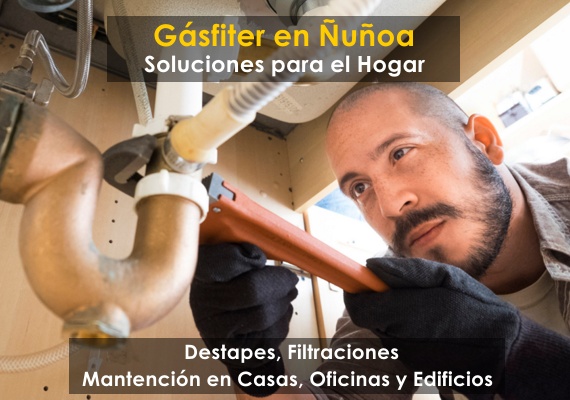 Gásfiter en Ñuñoa
Soluciones para el Hogar
Destapes, Filtraciones
Mantención en Casas, Oficinas y Edificios